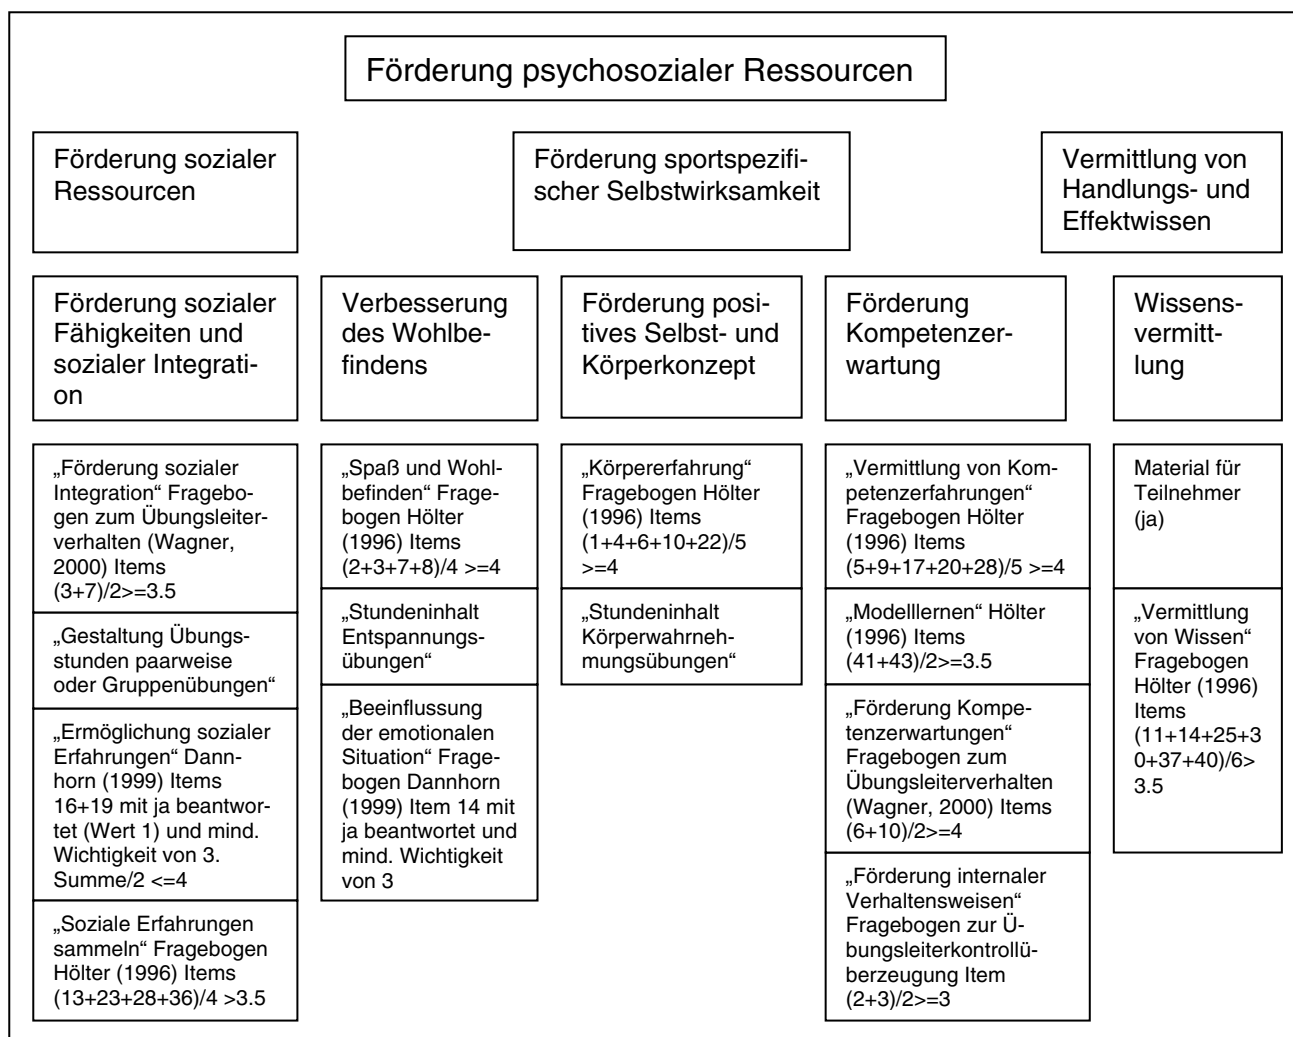 Förderung psychosozialer Ressourcen
Förderung sozialer
Ressourcen
Förderung sportspezifi-
scher Selbstwirksamkeit
Vermittlung von
Handlungs- und
Effektwissen
Förderung sozialer
Fähigkeiten und
sozialer Integrati-
on
Verbesserung
des Wohlbe-
findens
Förderung posi-
tives Selbst- und
Körperkonzept
Förderung
Kompetenzer-
wartung
Wissens-
vermitt-
lung
„Förderung sozialer
Integration“ Fragebo-
gen zum Übungsleiter-
verhalten (Wagner,
2000) Items
(3+7)/2>=3.5
„Gestaltung Übungs-
stunden paarweise
oder Gruppenübungen“
„Ermöglichung sozialer
Erfahrungen“ Dann-
horn (1999) Items
16+19 mit ja beantwor-
tet (Wert 1) und mind.
Wichtigkeit von 3.
Summe/2 <=4
„Soziale Erfahrungen
sammeln“ Fragebogen
Hölter (1996) Items
(13+23+28+36)/4 >3.5
„Spaß und Wohl-
befinden“ Frage-
bogen Hölter
(1996) Items
(2+3+7+8)/4 >=4
„Stundeninhalt
Entspannungs-
übungen“
„Beeinflussung
der emotionalen
Situation“ Frage-
bogen Dannhorn
(1999) Item 14 mit
ja beantwortet und
mind. Wichtigkeit
von 3
„Körpererfahrung“
Fragebogen Hölter
(1996) Items
(1+4+6+10+22)/5
>=4
„Stundeninhalt
Körperwahrneh-
mungsübungen“
„Vermittlung von Kom-
petenzerfahrungen“
Fragebogen Hölter
(1996) Items
(5+9+17+20+28)/5 >=4
„Modelllernen“ Hölter
(1996) Items
(41+43)/2>=3.5
„Förderung Kompe-
tenzerwartungen“
Fragebogen zum
Übungsleiterverhalten
(Wagner, 2000) Items
(6+10)/2>=4
„Förderung internaler
Verhaltensweisen“
Fragebogen zur Ü-
bungsleiterkontrollü-
berzeugung Item
(2+3)/2>=3
Material für
Teilnehmer
(ja)
„Vermittlung
von Wissen“
Fragebogen
Hölter (1996)
Items
(11+14+25+3
0+37+40)/6>
3.5